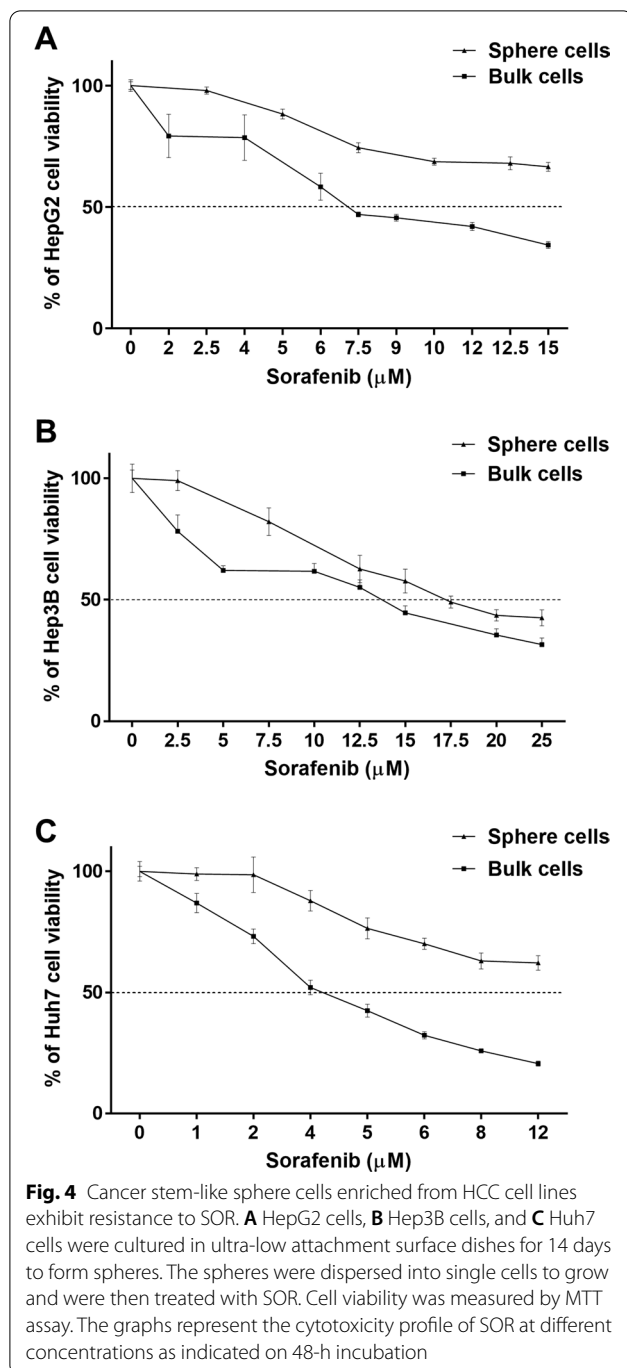 A
Sphere cells
Bulk cells
% of HepG2 cell viability
100
50
0
0 2 2.5 4 5 6 7.5 9 10 12 12.5 15
Sorafenib (μM)
B
Sphere cells
Bulk cells
% of Hep3B cell viability
100
50
0
0 2.5 5 7.5 10 12.5 15 17.5 20 25
Sorafenib (μM)
C
Sphere cells
Bulk cells
% of Huh7 cell viability
100
50
0
0 1 2 4 5 6 8 12
Sorafenib (μM)
Fig. 4 Cancer stem-like sphere cells enriched from HCC cell lines
exhibit resistance to SOR. A HepG2 cells, B Hep3B cells, and C Huh7
cells were cultured in ultra-low attachment surface dishes for 14 days
to form spheres. The spheres were dispersed into single cells to grow
and were then treated with SOR. Cell viability was measured by MTT
assay. The graphs represent the cytotoxicity profile of SOR at different
concentrations as indicated on 48-h incubation